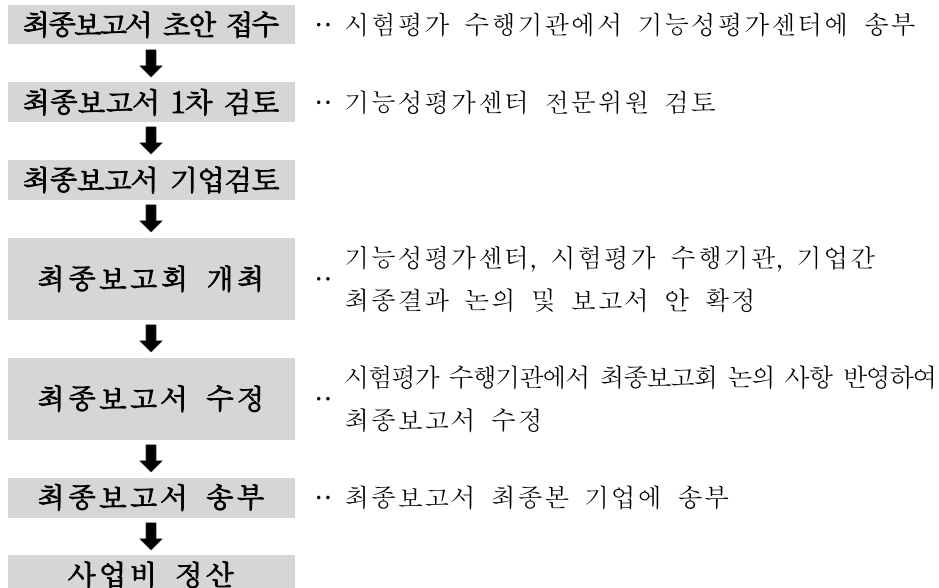 최종보고서 초안 접수 ‥ 시험평가 수행기관에서 기능성평가센터에 송부
최종보고서 1차 검토 ‥ 기능성평가센터 전문위원 검토
최종보고서 기업검토
최종보고회 개최 ‥ 기능성평가센터, 시험평가 수행기관, 기업간
최종결과 논의 및 보고서 안 확정
최종보고서 수정 ‥ 시험평가 수행기관에서 최종보고회 논의 사항 반영하여
최종보고서 수정
최종보고서 송부 ‥ 최종보고서 최종본 기업에 송부
사업비 정산